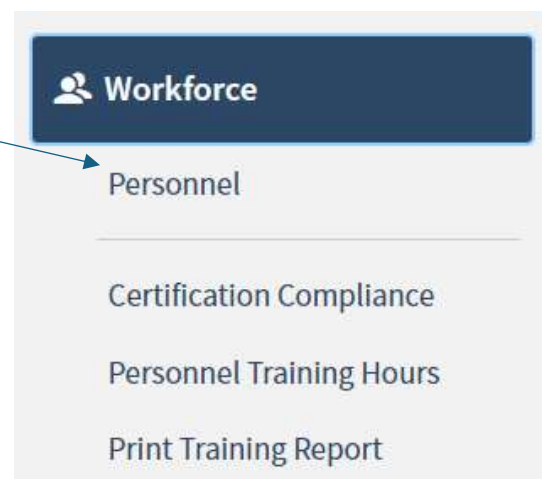 Workforce
Personnel
Certification Compliance
Personnel Training Hours
Print Training Report